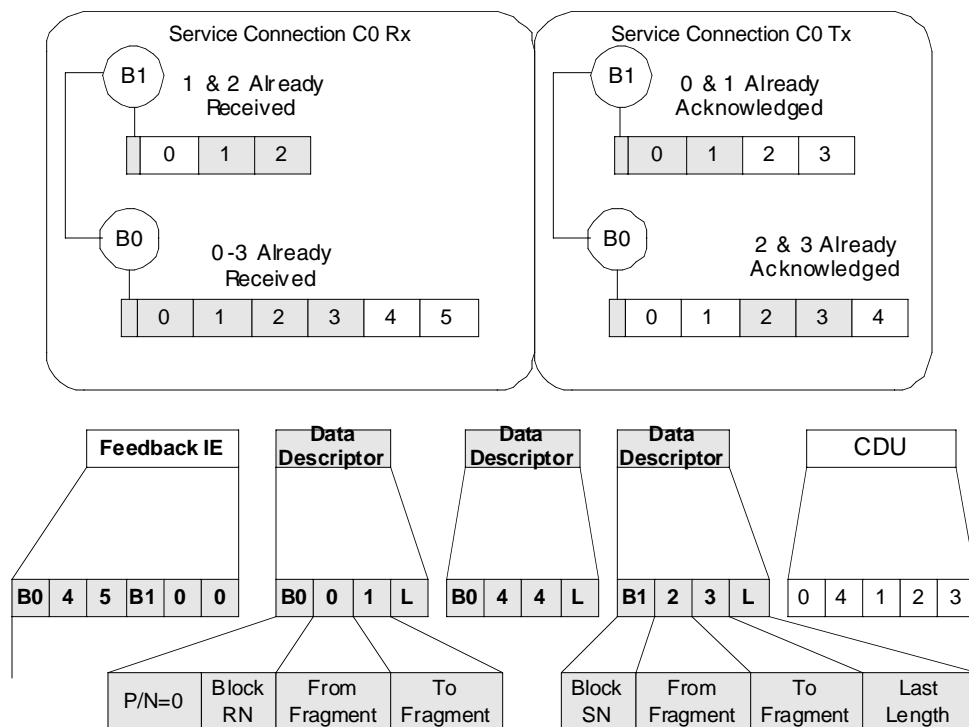 Service Connection C0 Rx
B1
1 & 2 Already
Received
0 1 2
B0
0-3 Already
Received
0 1 2 3 4 5
Service Connection C0 Tx
B1
0 & 1 Already
Acknowledged
0 1 2 3
B0
2 & 3 Already
Acknowledged
0 1 2 3 4
Feedback IE
Data
Descriptor
Data
Descriptor
Data
Descriptor
CDU
B0 4 5 B1 0 0
B0 0 1 L
B0 4 4 L
B1 2 3 L
0 4 1 2 3
P/N=0
Block
RN
From
Fragment
To
Fragment
Block
SN
From
Fragment
To
Fragment
Last
Length